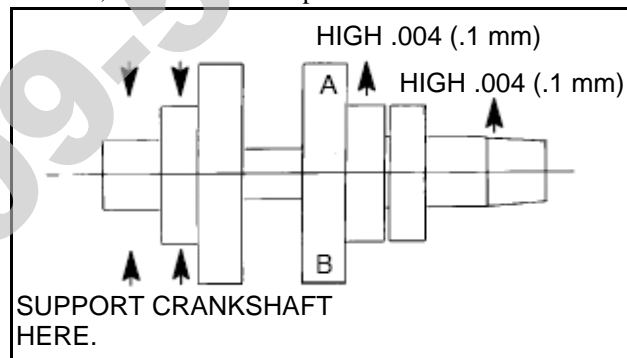 HIGH .004 (.1 mm)
HIGH .004 (.1 mm)
A
B
SUPPORT CRANKSHAFT
HERE.